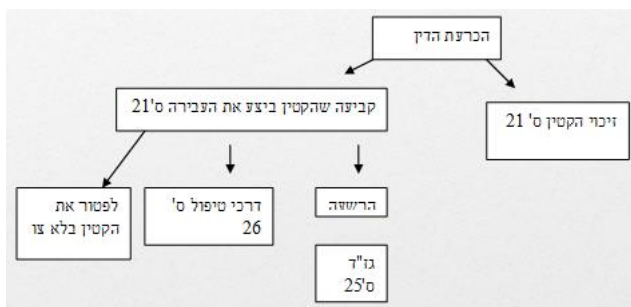 הכרעת הדין
קביעה שהקטין ביצע את העבירה ס'21
זיכוי הקטין ס' 21
הרשעה
דרכי טיפול ס'
26
לפטור את
הקטין בלא צו
גז"ד
ס'25